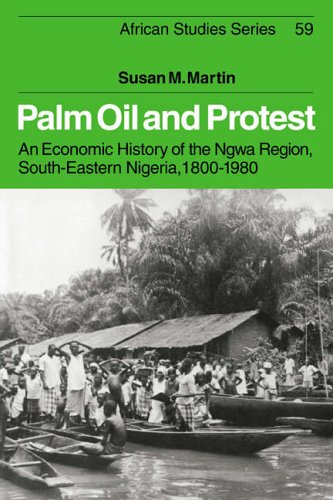 African Studies Series 59
Susan M. Martin
Palm Oil and Protest
An Economic History of the Ngwa Region,
South-Eastern Nigeria, 1800-1980